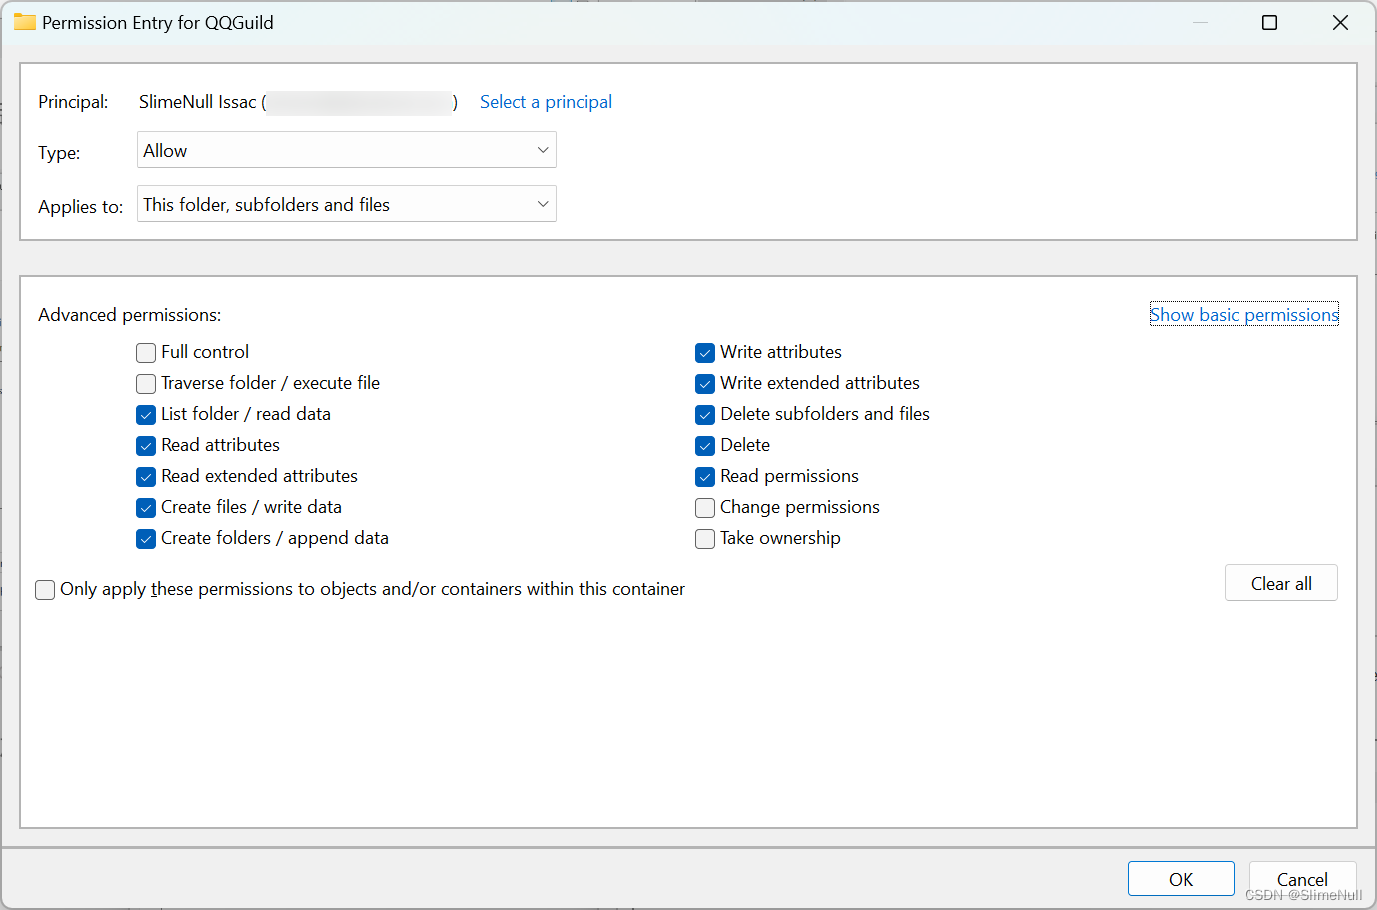 Permission Entry for QQGuild
Principal: SlimeNull Issac ( ) Select a principal
Type: Allow
Applies to: This folder, subfolders and files
Advanced permissions: Show basic permissions
Full control
Traverse folder / execute file
List folder / read data
Read attributes
Read extended attributes
Create files / write data
Create folders / append data
Write attributes
Write extended attributes
Delete subfolders and files
Delete
Read permissions
Change permissions
Take ownership
Only apply these permissions to objects and/or containers within this container
Clear all
OK Cancel
CSDN @SlimeNull